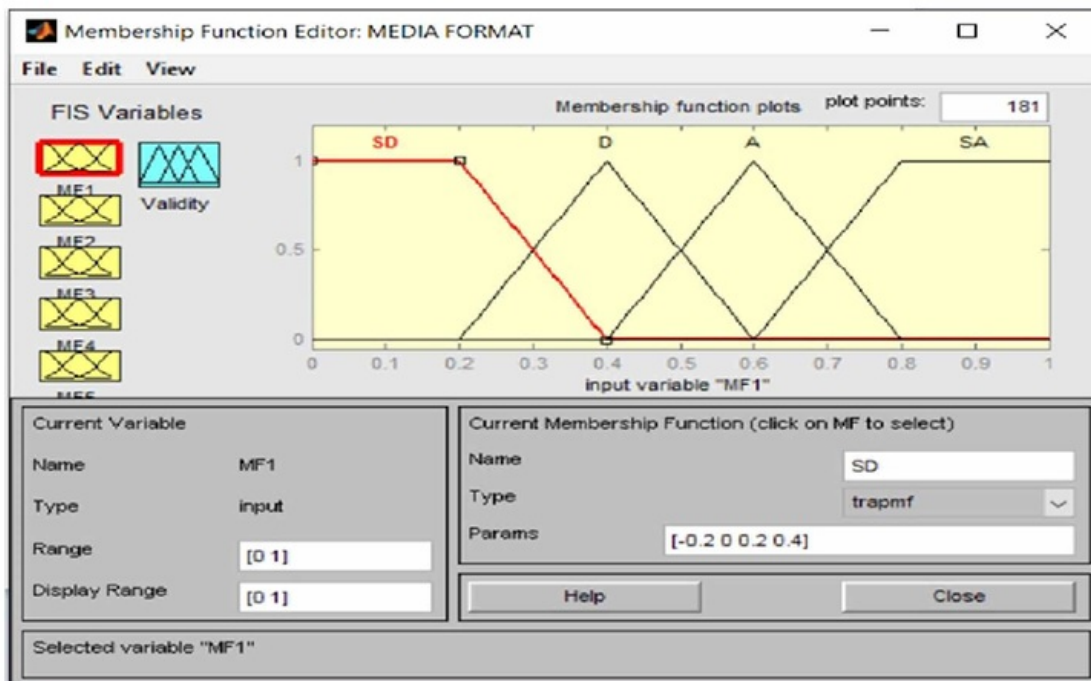 Membership Function Editor: MEDIA FORMAT
File Edit View
FIS Variables
MF1
MF2
MF3
MF4
MF5
Validity
Membership function plots plot points: 181
SD D A SA
1
0.5
0
0 0.1 0.2 0.3 0.4 0.5 0.6 0.7 0.8 0.9 1
input variable "MF1"
Current Variable
Name MF1
Type input
Range [0 1]
Display Range [0 1]
Current Membership Function (click on MF to select)
Name SD
Type trapmf
Params [-0.2 0 0.2 0.4]
Help Close
Selected variable "MF1"